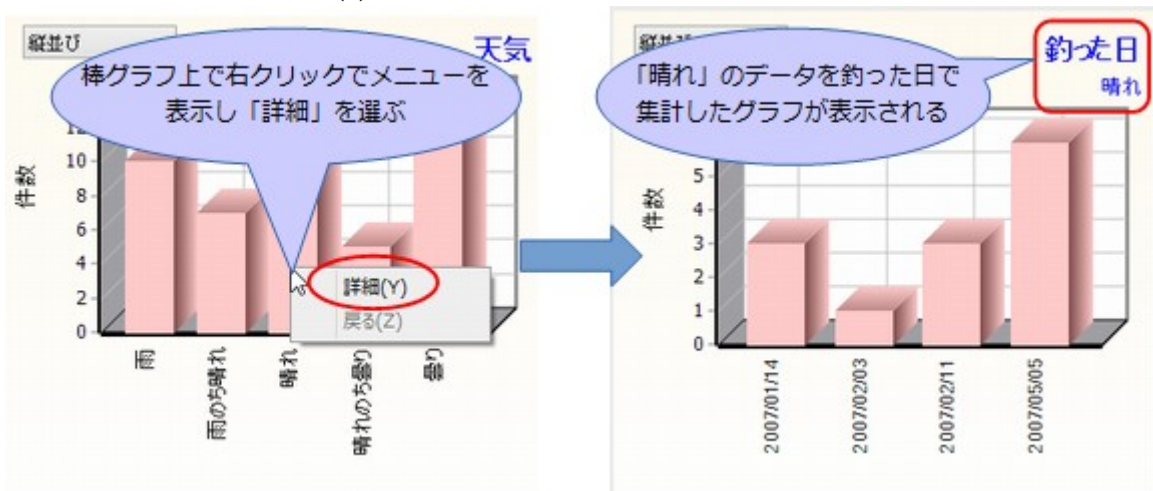 縦並び
天気
棒グラフ上で右クリックでメニューを
表示し「詳細」を選ぶ
件数
10
8
6
4
2
0
詳細(Y)
戻る(Z)
雨
雨のち晴れ
晴れ
晴れのち曇り
曇り
釣った日
晴れ
「晴れ」のデータを釣った日で
集計したグラフが表示される
件数
5
4
3
2
1
0
2007/01/14
2007/02/03
2007/02/11
2007/05/05